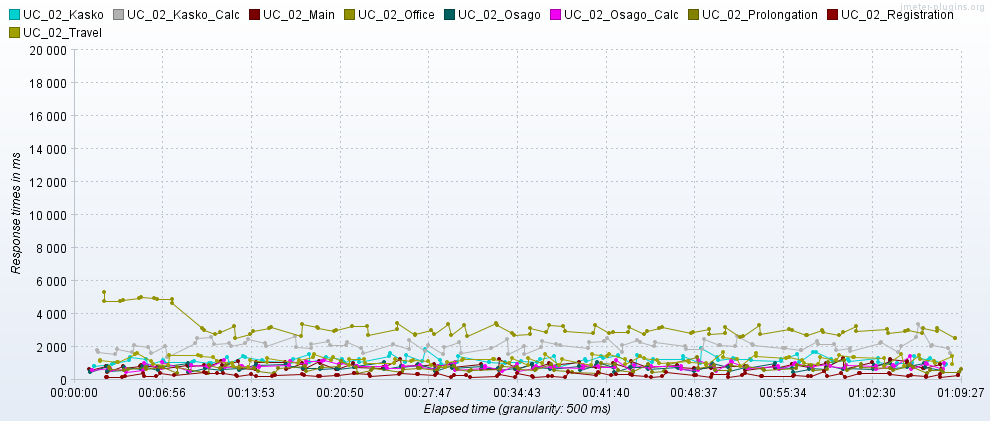 UC_02_Kasko UC_02_Kasko_Calc UC_02_Main UC_02_Office UC_02_Osago UC_02_Osago_Calc UC_02_Prolongation UC_02_Registration
UC_02_Travel
jmeter-plugins.org
20 000
18 000
16 000
14 000
12 000
10 000
8 000
6 000
4 000
2 000
0
Response times in ms
00:00:00 00:06:56 00:13:53 00:20:50 00:27:47 00:34:43 00:41:40 00:48:37 00:55:34 01:02:30 01:09:27
Elapsed time (granularity: 500 ms)